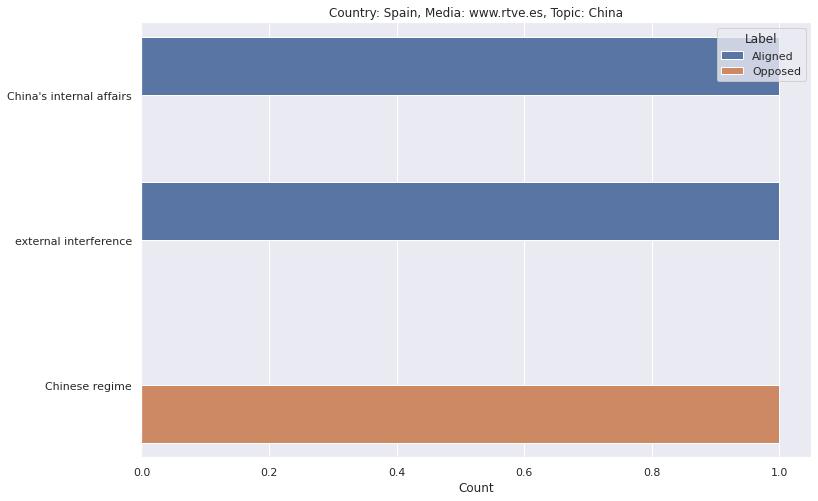 Country: Spain, Media: www.rtve.es, Topic: China
Label
Aligned
Opposed
China's internal affairs
external interference
Chinese regime
0.0 0.2 0.4 0.6 0.8 1.0
Count